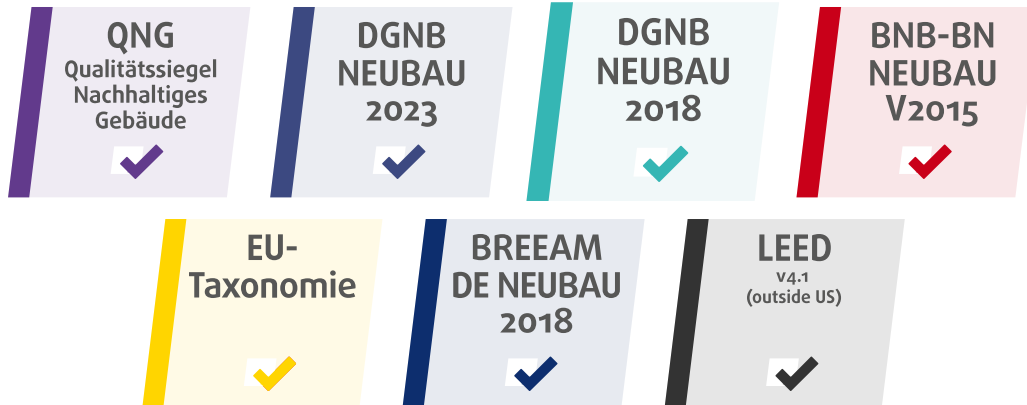 QNG
Qualitätssiegel
Nachhaltiges
Gebäude
DGNB
NEUBAU
2023
DGNB
NEUBAU
2018
BNB-BN
NEUBAU
V2015
EU-
Taxonomie
BREEAM
DE NEUBAU
2018
LEED
v4.1
(outside US)